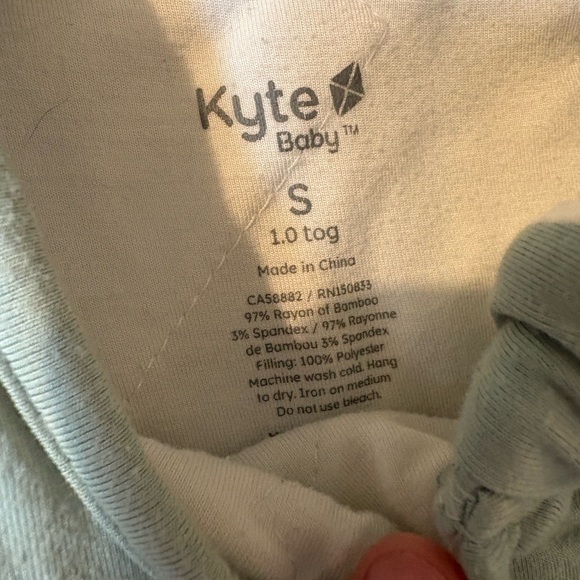 Kyte
Baby™
S
1.0 tog
Made in China
CA58882 / RN150833
97% Rayon of Bamboo
3% Spandex / 97% Rayonne
de Bambou 3% Spandex
Filling: 100% Polyester
Machine wash cold. Hang
to dry. Iron on medium
Do not use bleach.